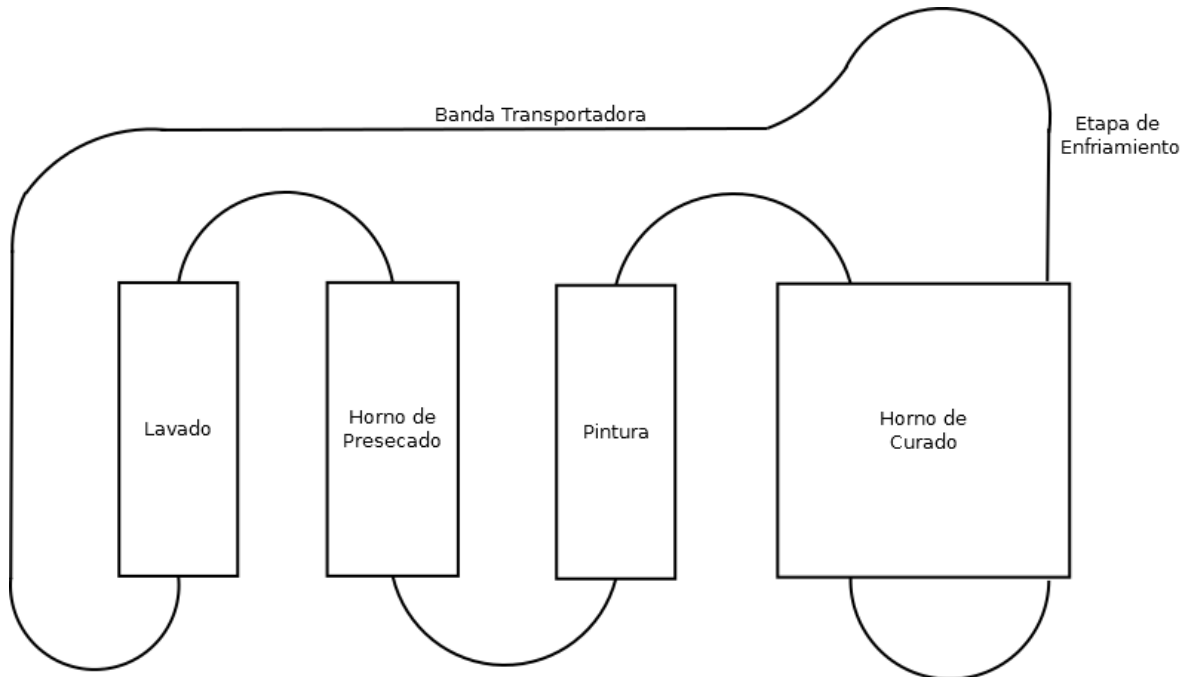 Banda Transportadora
Etapa de
Enfriamiento
Lavado
Horno de
Presecado
Pintura
Horno de
Curado